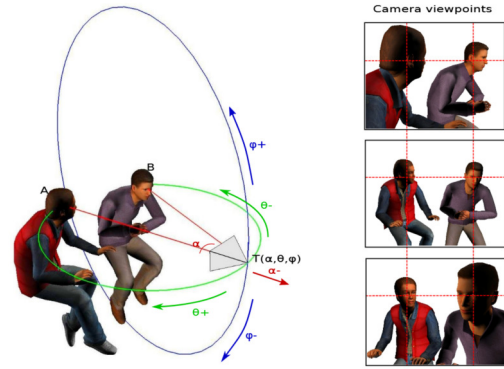 Camera viewpoints
φ+
B
A
θ-
α
T(α,θ,φ)
α-
θ+
φ-